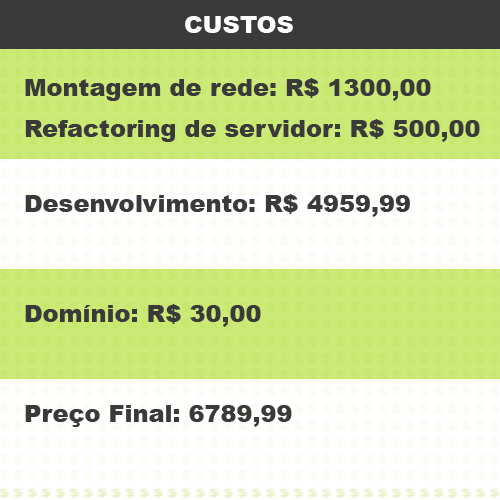 CUSTOS
Montagem de rede: R$ 1300,00
Refactoring de servidor: R$ 500,00
Desenvolvimento: R$ 4959,99
Domínio: R$ 30,00
Preço Final: 6789,99